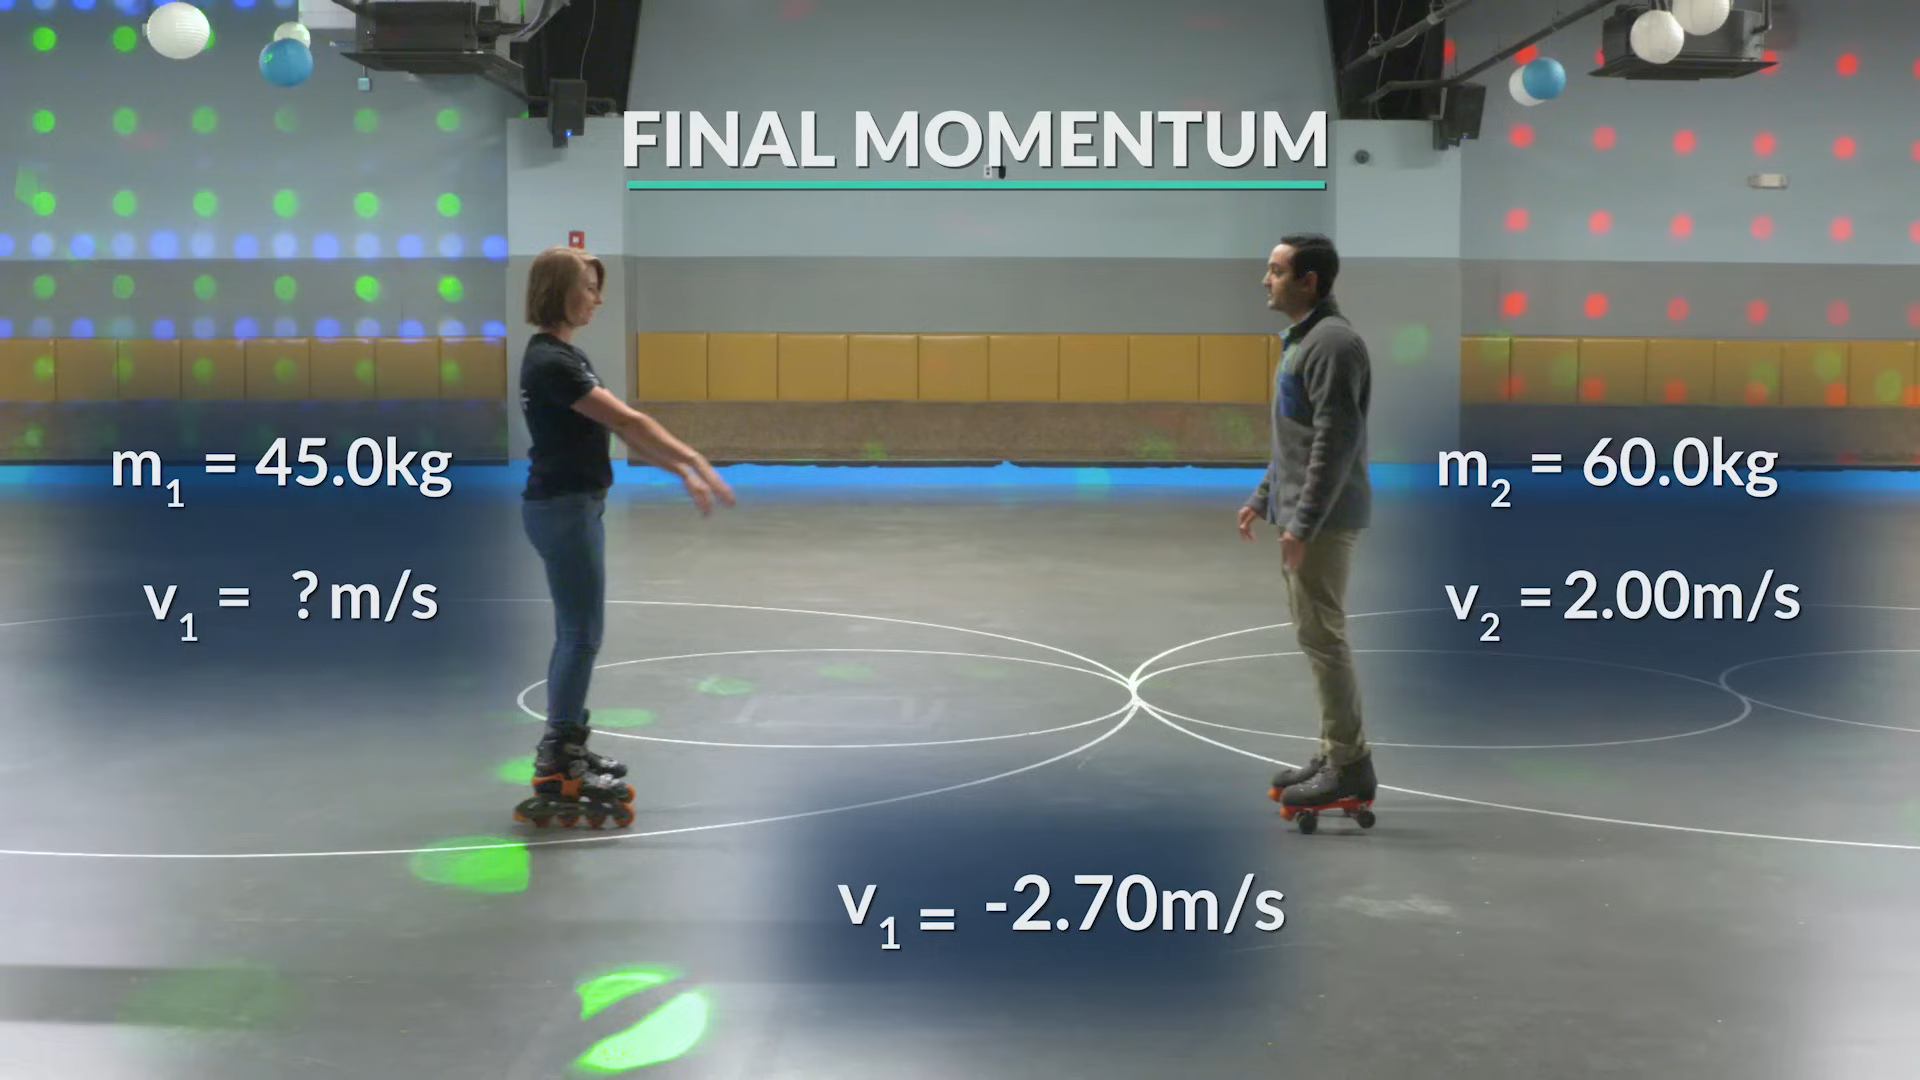 FINAL MOMENTUM
m₁ = 45.0kg
m₂ = 60.0kg
v₁ = ? m/s
v₂ = 2.00m/s
v₁ = -2.70m/s